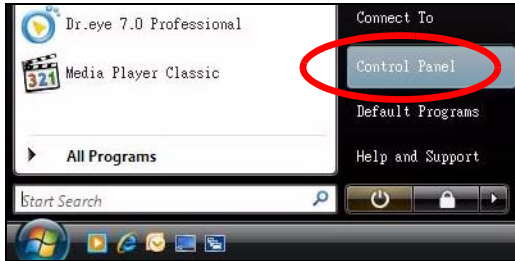 Dr.eye 7.0 Professional
321
Media Player Classic
All Programs
Start Search
Connect To
Control Panel
Default Programs
Help and Support